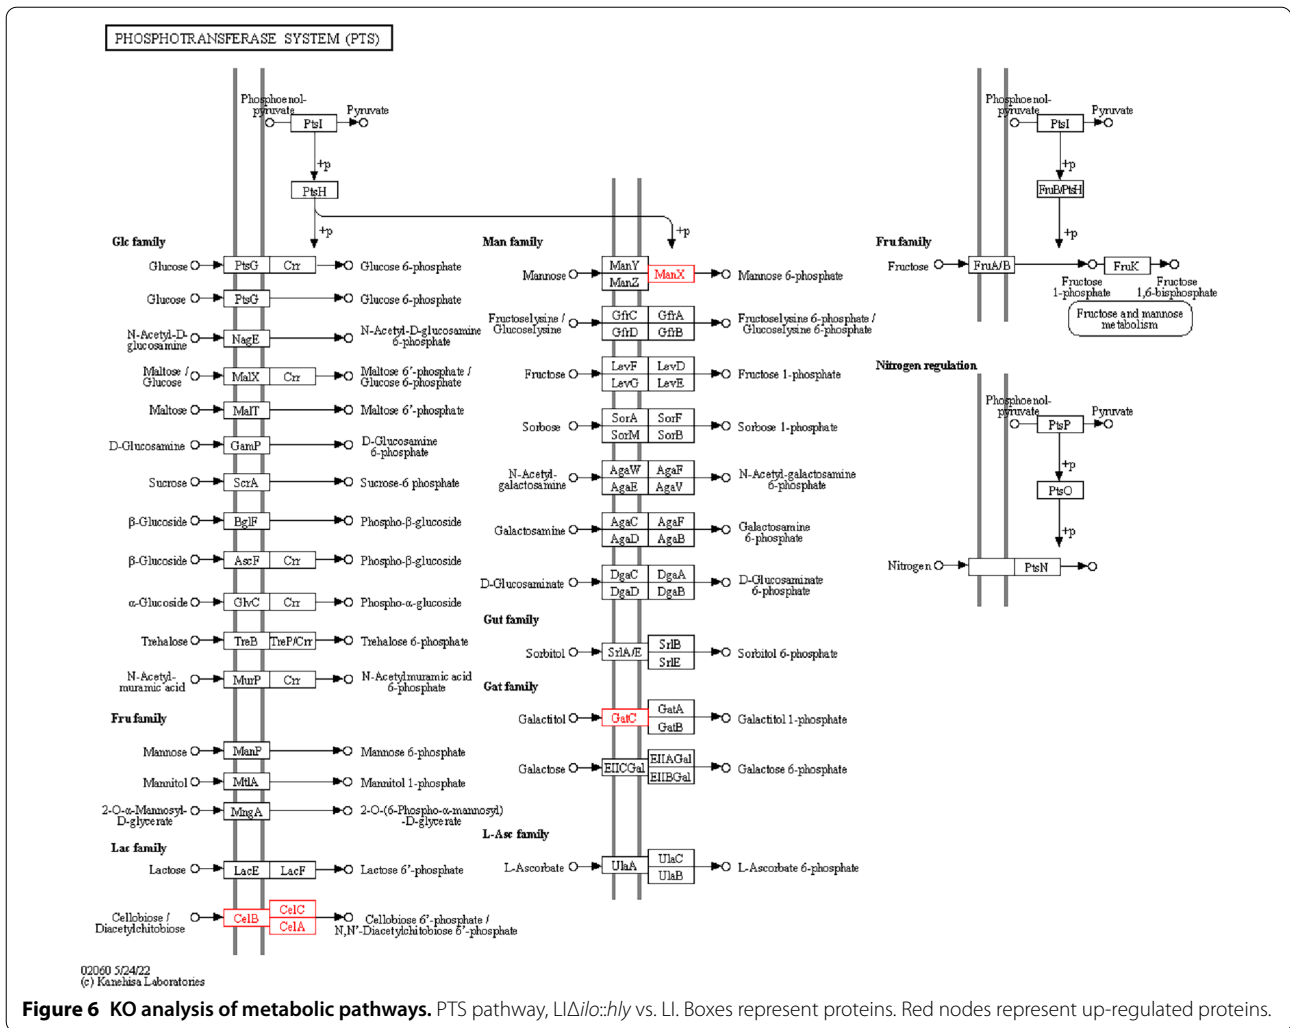 PHOSPHOTRANSFERASE SYSTEM (PTS)
Phosphoenol-
pyruvate
Pyruvate
PtsI
+p
PtsH
+p
+p
Glc family
Glucose
PtsG
Crr
Glucose 6-phosphate
Glucose
PtsG
Glucose 6-phosphate
N-Acetyl-D-
glucosamine
NagE
N-Acetyl-D-glucosamine
6-phosphate
Maltose /
Glucose
MalX
Crr
Maltose 6'-phosphate /
Glucose 6-phosphate
Maltose
MalT
Maltose 6'-phosphate
D-Glucosamine
GamP
D-Glucosamine
6-phosphate
Sucrose
ScrA
Sucrose-6 phosphate
β-Glucoside
BglF
Phospho-β-glucoside
β-Glucoside
AscF
Crr
Phospho-β-glucoside
α-Glucoside
GlvC
Crr
Phospho-α-glucoside
Trehalose
TreB
TreP/Crr
Trehalose 6-phosphate
N-Acetyl-
muramic acid
MurP
Crr
N-Acetylmuramic acid
6-phosphate
Fru family
Mannose
ManP
Mannose 6-phosphate
Mannitol
MtlA
Mannitol 1-phosphate
2-O-α-Mannosyl-
D-glycerate
MngA
2-O-(6-Phospho-α-mannosyl)
-D-glycerate
Lac family
Lactose
LacE
LacF
Lactose 6'-phosphate
Cellobiose /
Diacetylchitobiose
CelB
CelC
CelA
Cellobiose 6'-phosphate /
N,N'-Diacetylchitobiose 6'-phosphate
Man family
Mannose
ManY
ManZ
ManX
Mannose 6-phosphate
Fructoselysine /
Glucoselysine
GfrC
GfrA
GfrD
GfrB
Fructoselysine 6-phosphate /
Glucoselysine 6-phosphate
Fructose
LevF
LevD
LevG
LevE
Fructose 1-phosphate
Sorbose
SorA
SorF
SorM
SorB
Sorbose 1-phosphate
N-Acetyl-
galactosamine
AgaW
AgaF
AgaE
AgaV
N-Acetyl-galactosamine
6-phosphate
Galactosamine
AgaC
AgaF
AgaD
AgaB
Galactosamine
6-phosphate
D-Glucosaminate
DgaC
DgaA
DgaD
DgaB
D-Glucosaminate
6-phosphate
Gut family
Sorbitol
SrlA/E
SrlB
SrlE
Sorbitol 6-phosphate
Gat family
Galactitol
GatC
GatA
GatB
Galactitol 1-phosphate
Galactose
EIICGal
EIIAGal
EIIBGal
Galactose 6-phosphate
L-Asc family
L-Ascorbate
UlaA
UlaC
UlaB
L-Ascorbate 6-phosphate
Phosphoenol-
pyruvate
Pyruvate
PtsI
+p
FruB/PtsH
+p
Fru family
Fructose
FruA/B
FruK
Fructose
1-phosphate
Fructose
1,6-bisphosphate
Fructose and mannose
metabolism
Nitrogen regulation
Phosphoenol-
pyruvate
Pyruvate
PtsP
+p
PtsO
+p
Nitrogen
PtsN
02060 5/24/22
(c) Kanehisa Laboratories
Figure 6 KO analysis of metabolic pathways. PTS pathway, LIΔilo::hly vs. LI. Boxes represent proteins. Red nodes represent up-regulated proteins.